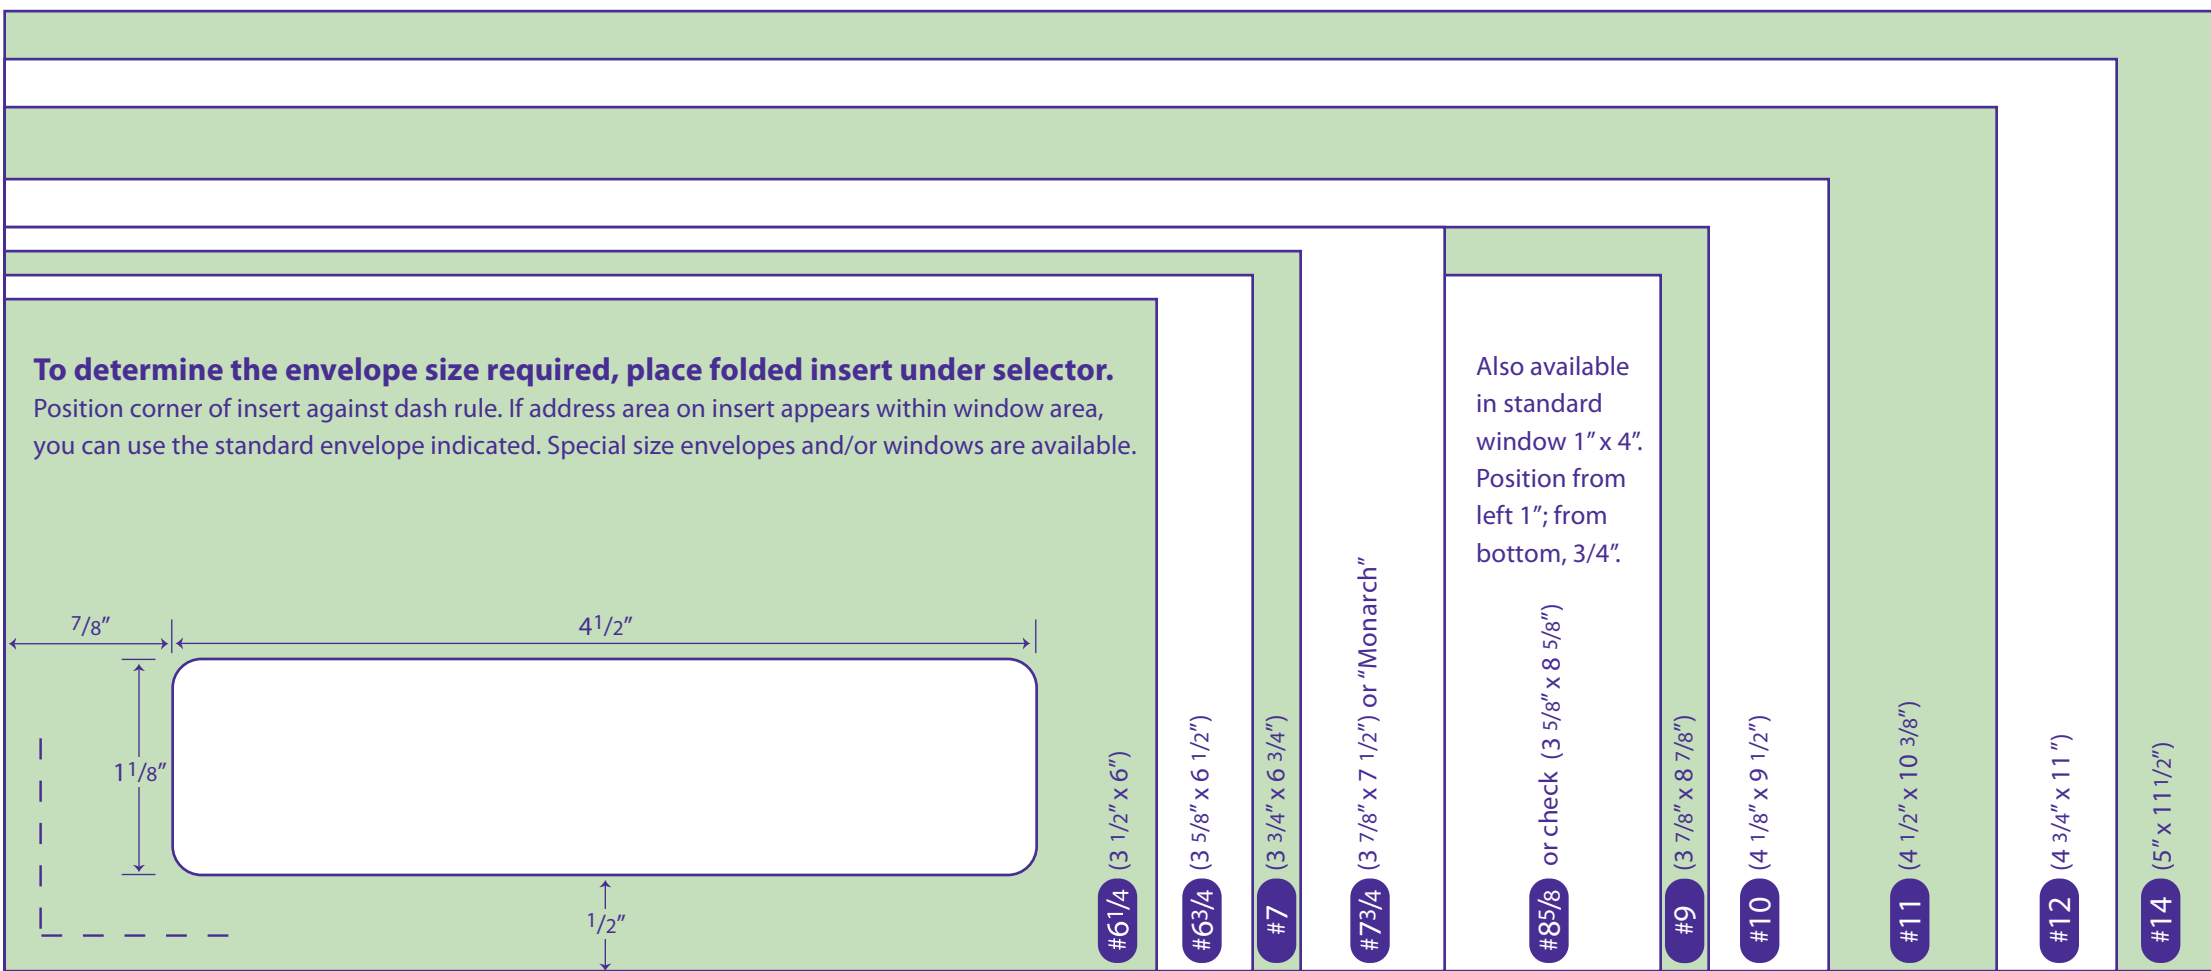 To determine the envelope size required, place folded insert under selector.
Position corner of insert against dash rule. If address area on insert appears within window area,
you can use the standard envelope indicated. Special size envelopes and/or windows are available.
Also available
in standard
window 1” x 4”.
Position from
left 1”; from
bottom, 3/4”.
7/8”
4 1/2”
1 1/8”
1/2”
#6 1/4 (3 1/2” x 6”)
#6 3/4 (3 5/8” x 6 1/2”)
#7 (3 3/4” x 6 3/4”)
#7 3/4 (3 7/8” x 7 1/2”) or “Monarch”
#8 5/8 or check (3 5/8” x 8 5/8”)
#9 (3 7/8” x 8 7/8”)
#10 (4 1/8” x 9 1/2”)
#11 (4 1/2” x 10 3/8”)
#12 (4 3/4” x 11 ”)
#14 (5” x 11 1/2”)